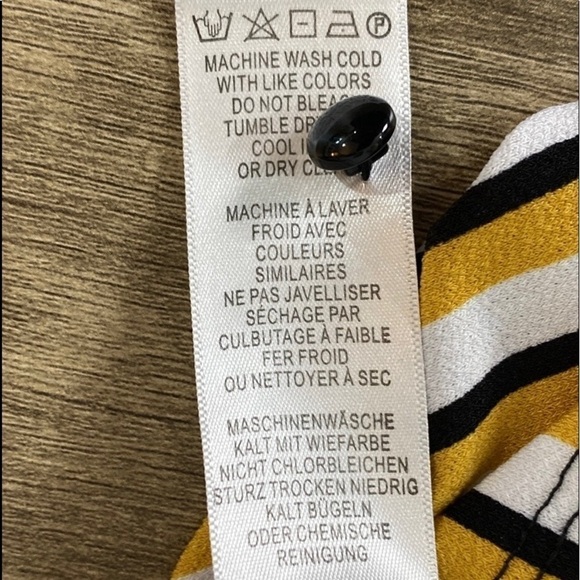 P
MACHINE WASH COLD
WITH LIKE COLORS
DO NOT
TUMBLE
COOL
OR DRY
MACHINE À LAVER
FROID AVEC
COULEURS
SIMILAIRES
NE PAS JAVELLISER
SÉCHAGE PAR
CULBUTAGE À FAIBLE
FER FROID
OU NETTOYER À SEC
MASCHINENWÄSCHE
KALT MIT WIEFARBE
NICHT CHLORBLEICHEN
STURZ TROCKEN NIEDRIG
KALT BÜGELN
ODER CHEMISCHE
REINIGUNG